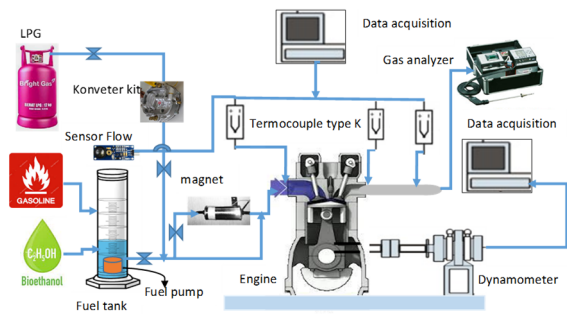 LPG
Data acquisition
Gas analyzer
Bright Gas
Konveter kit
Termocouple type K
Data acquisition
Sensor Flow
magnet
GASOLINE
C₂H₅OH
Bioethanol
Engine
Dynamometer
Fuel pump
Fuel tank